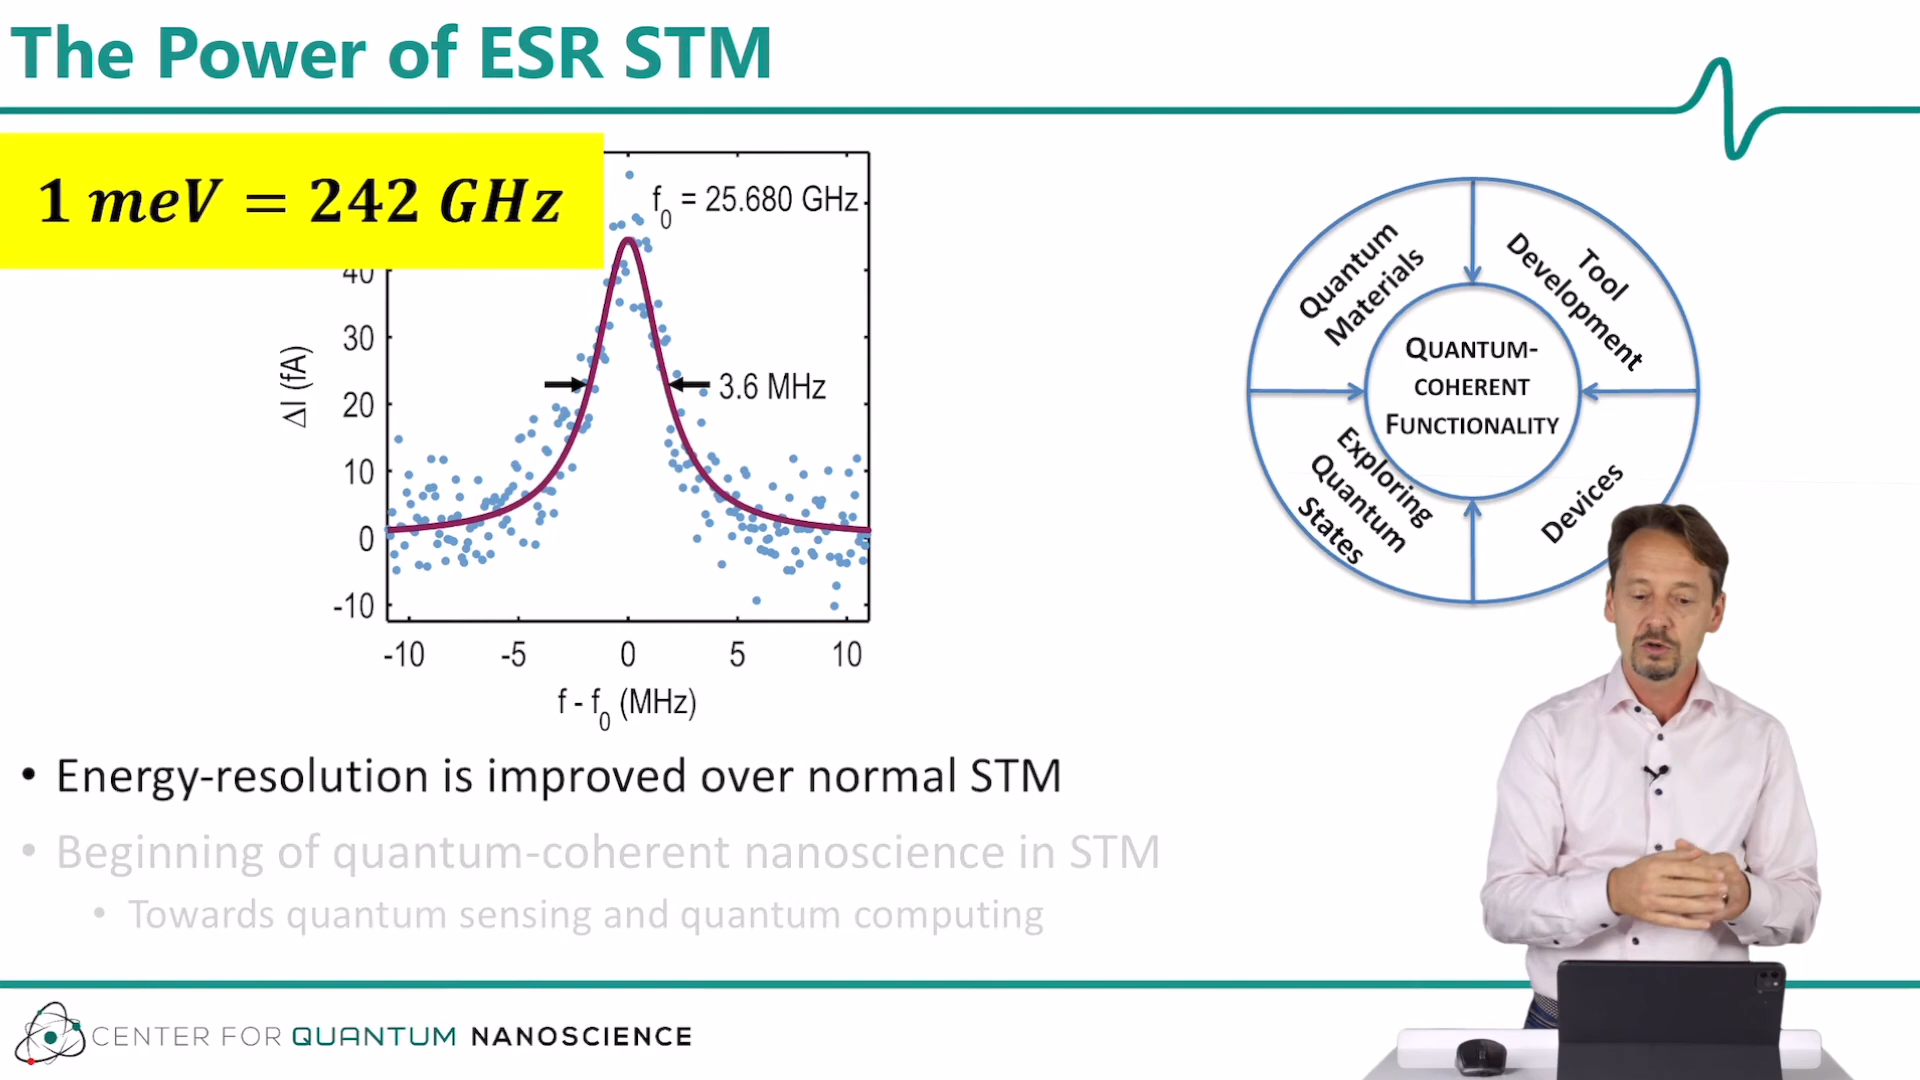 The Power of ESR STM
1 meV = 242 GHz
f0 = 25.680 GHz
3.6 MHz
40
30
20
10
0
-10
ΔI (fA)
-10 -5 0 5 10
f - f0 (MHz)
Quantum
Materials
Tool
Development
QUANTUM-
COHERENT
FUNCTIONALITY
Exploring
Quantum
States
Devices
• Energy-resolution is improved over normal STM
• Beginning of quantum-coherent nanoscience in STM
• Towards quantum sensing and quantum computing
CENTER FOR QUANTUM NANOSCIENCE